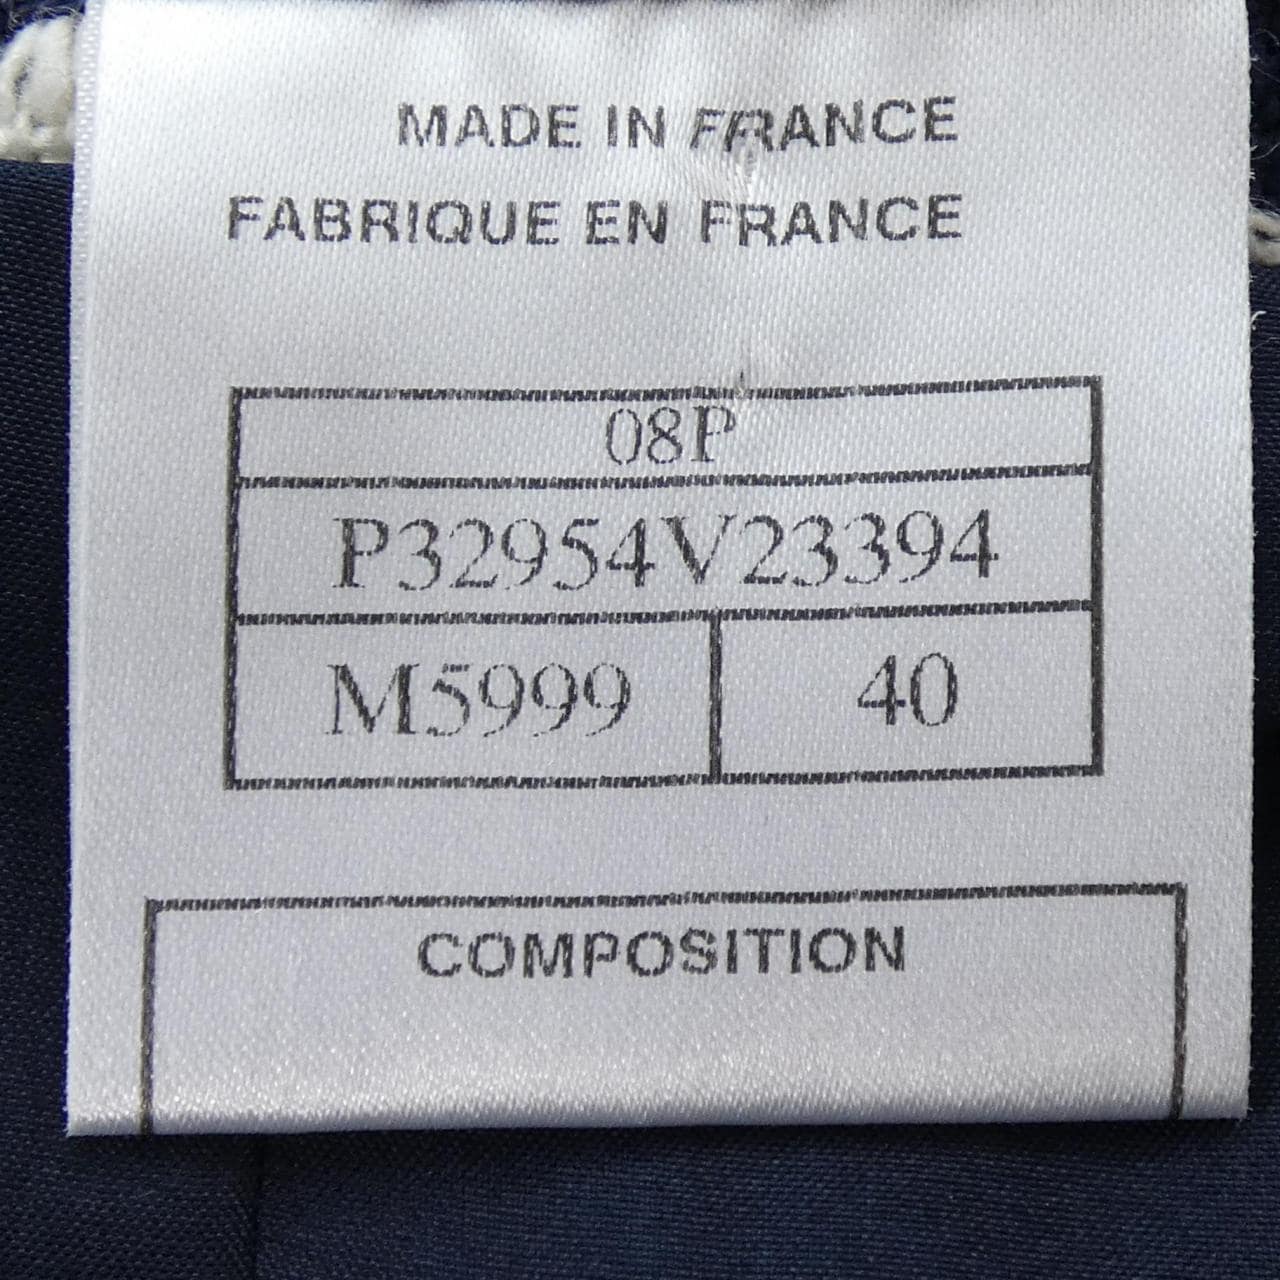 MADE IN FRANCE
FABRIQUE EN FRANCE
08P
P32954V23394
M5999 40
COMPOSITION